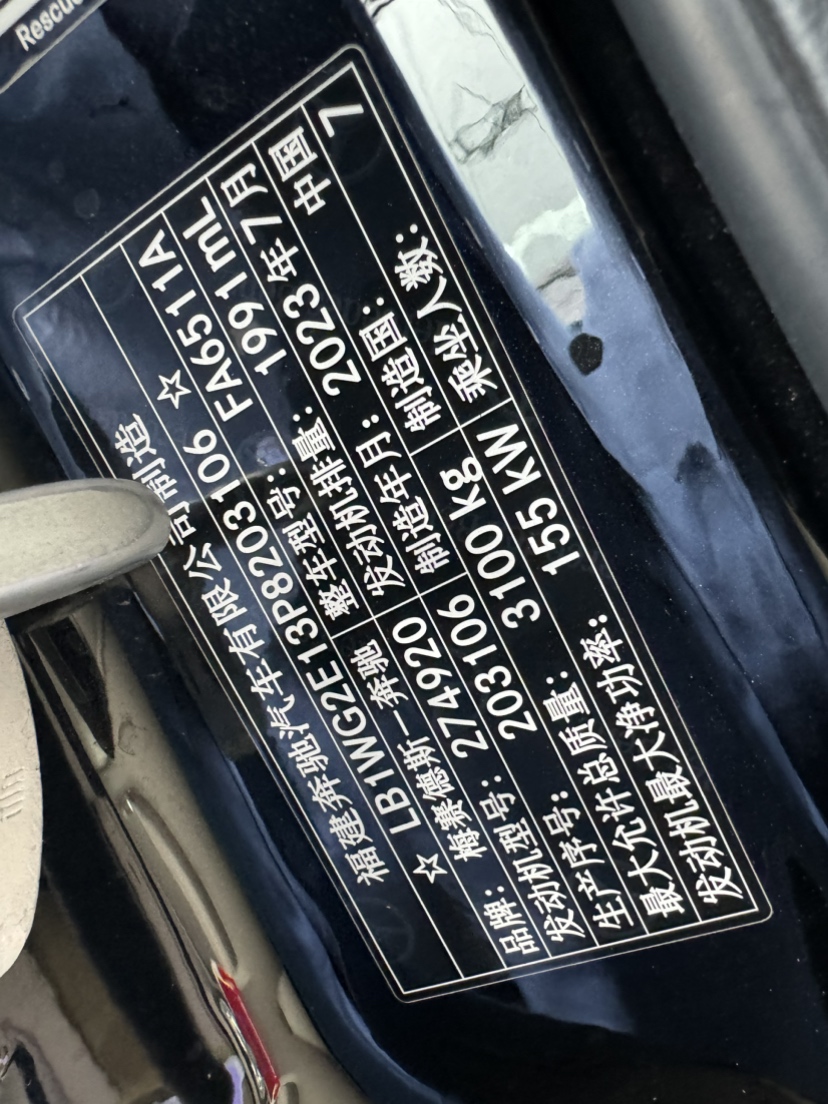 Rescue
福建奔驰汽车有限公司制造
☆ LB1WG2E13P8203106 ☆
品牌: 梅赛德斯—奔驰 整车型号: FA6511A
发动机型号: 274920 发动机排量: 1991mL
生产序号: 203106 制造年月: 2023年7月
最大允许总质量: 3100 kg 制造国: 中国
发动机最大净功率: 155 kW 乘坐人数: 7